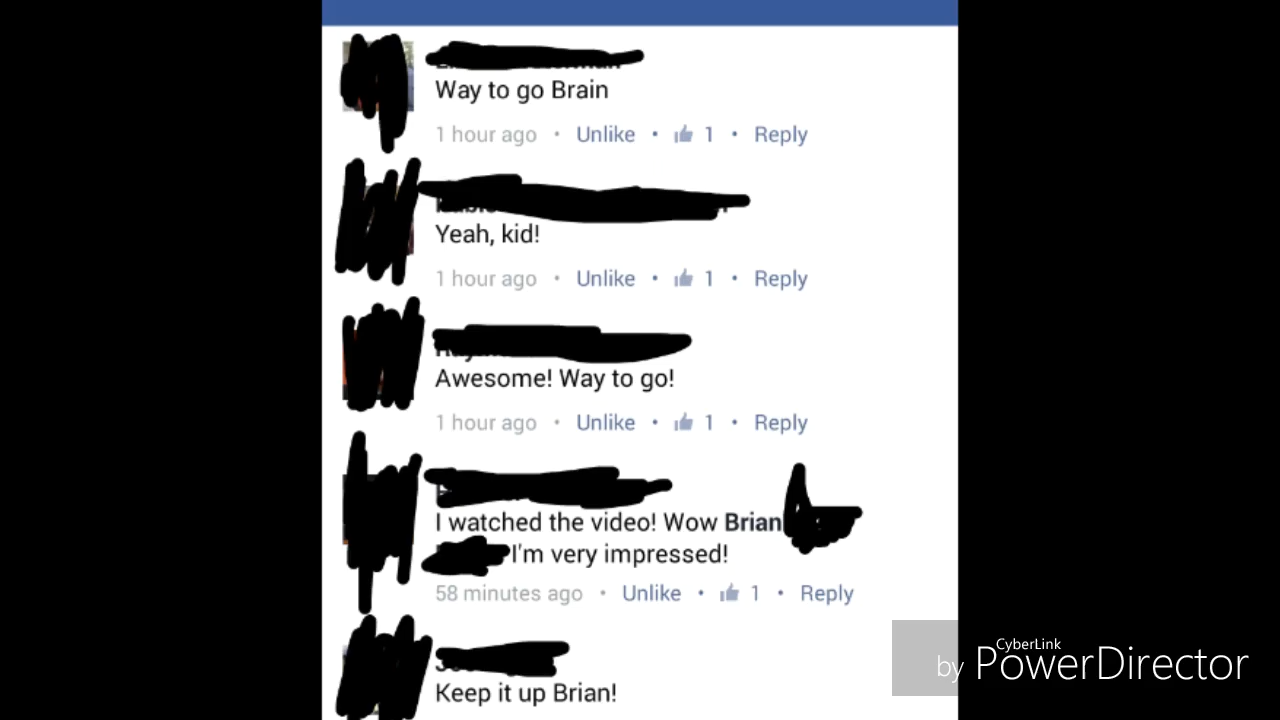 Way to go Brain
1 hour ago • Unlike • 1 • Reply
Yeah, kid!
1 hour ago • Unlike • 1 • Reply
Awesome! Way to go!
1 hour ago • Unlike • 1 • Reply
I watched the video! Wow Brian
I'm very impressed!
58 minutes ago • Unlike • 1 • Reply
Keep it up Brian!
CyberLink
by PowerDirector